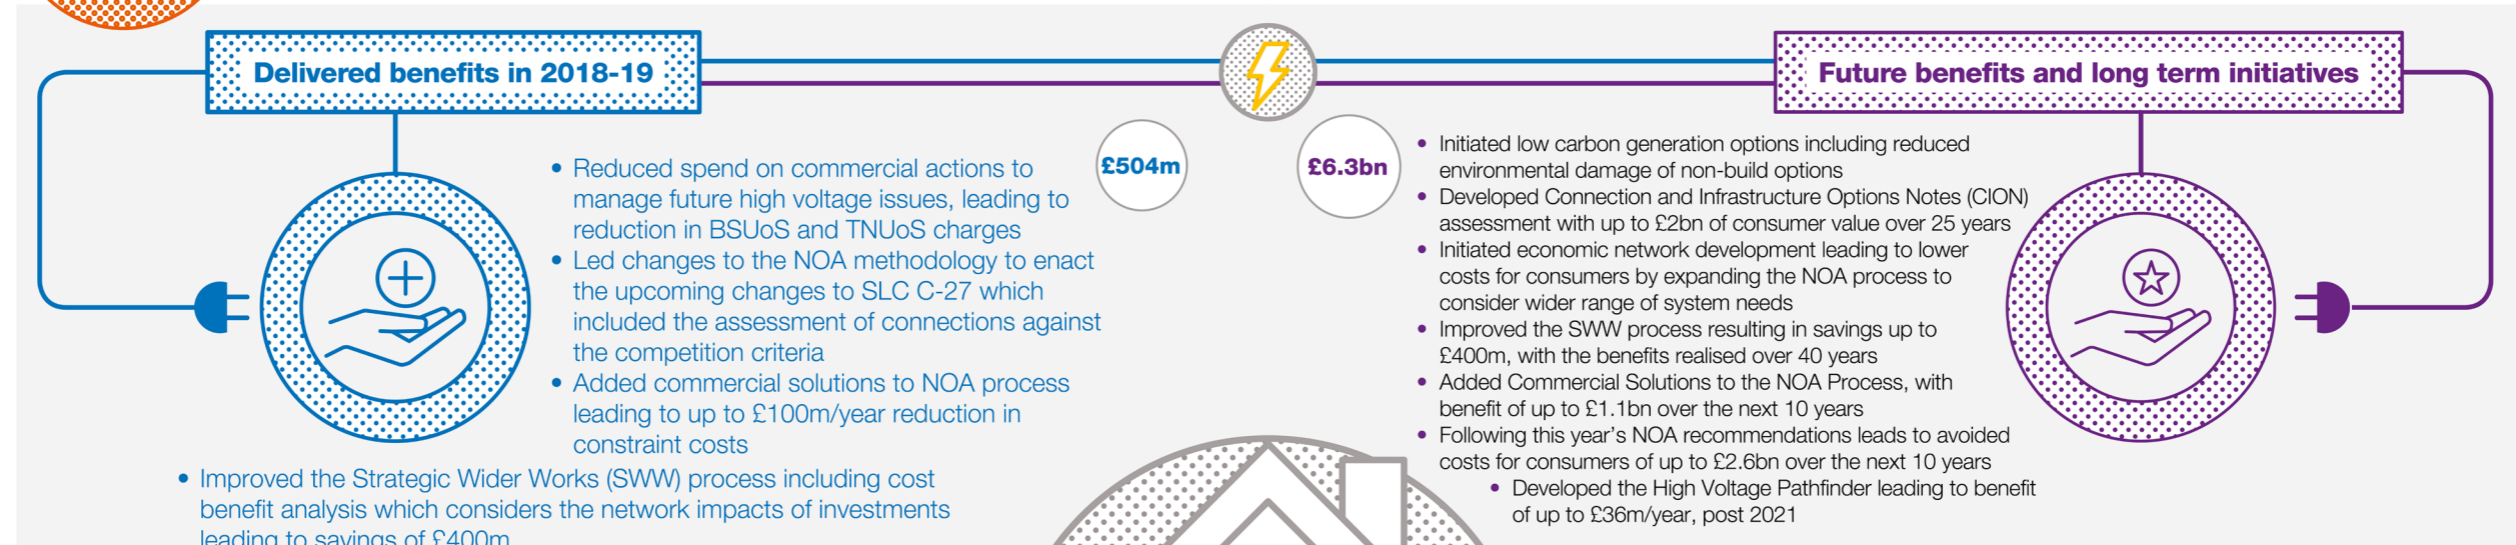 Delivered benefits in 2018-19
• Reduced spend on commercial actions to
manage future high voltage issues, leading to
reduction in BSUoS and TNUoS charges
• Led changes to the NOA methodology to enact
the upcoming changes to SLC C-27 which
included the assessment of connections against
the competition criteria
• Added commercial solutions to NOA process
leading to up to £100m/year reduction in
constraint costs
• Improved the Strategic Wider Works (SWW) process including cost
benefit analysis which considers the network impacts of investments
leading to savings of £400m
£504m
£6.3bn
Future benefits and long term initiatives
• Initiated low carbon generation options including reduced
environmental damage of non-build options
• Developed Connection and Infrastructure Options Notes (CION)
assessment with up to £2bn of consumer value over 25 years
• Initiated economic network development leading to lower
costs for consumers by expanding the NOA process to
consider wider range of system needs
• Improved the SWW process resulting in savings up to
£400m, with the benefits realised over 40 years
• Added Commercial Solutions to the NOA Process, with
benefit of up to £1.1bn over the next 10 years
• Following this year’s NOA recommendations leads to avoided
costs for consumers of up to £2.6bn over the next 10 years
• Developed the High Voltage Pathfinder leading to benefit
of up to £36m/year, post 2021